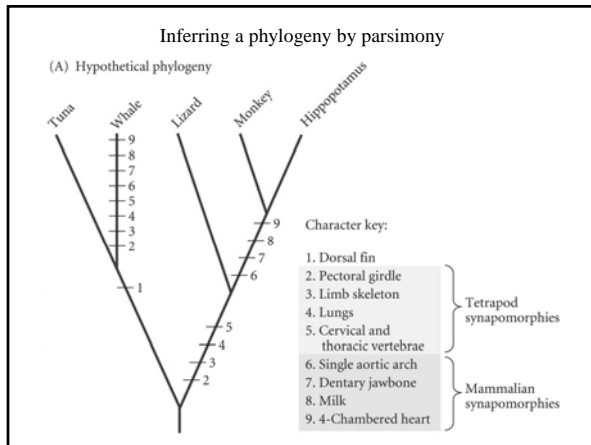 Inferring a phylogeny by parsimony
(A) Hypothetical phylogeny
Tuna
Whale
Lizard
Monkey
Hippopotamus
9
8
7
6
5
4
3
2
1
9
8
7
6
5
4
3
2
Character key:
1. Dorsal fin
2. Pectoral girdle
3. Limb skeleton
4. Lungs
5. Cervical and
thoracic vertebrae
Tetrapod
synapomorphies
6. Single aortic arch
7. Dentary jawbone
8. Milk
9. 4-Chambered heart
Mammalian
synapomorphies